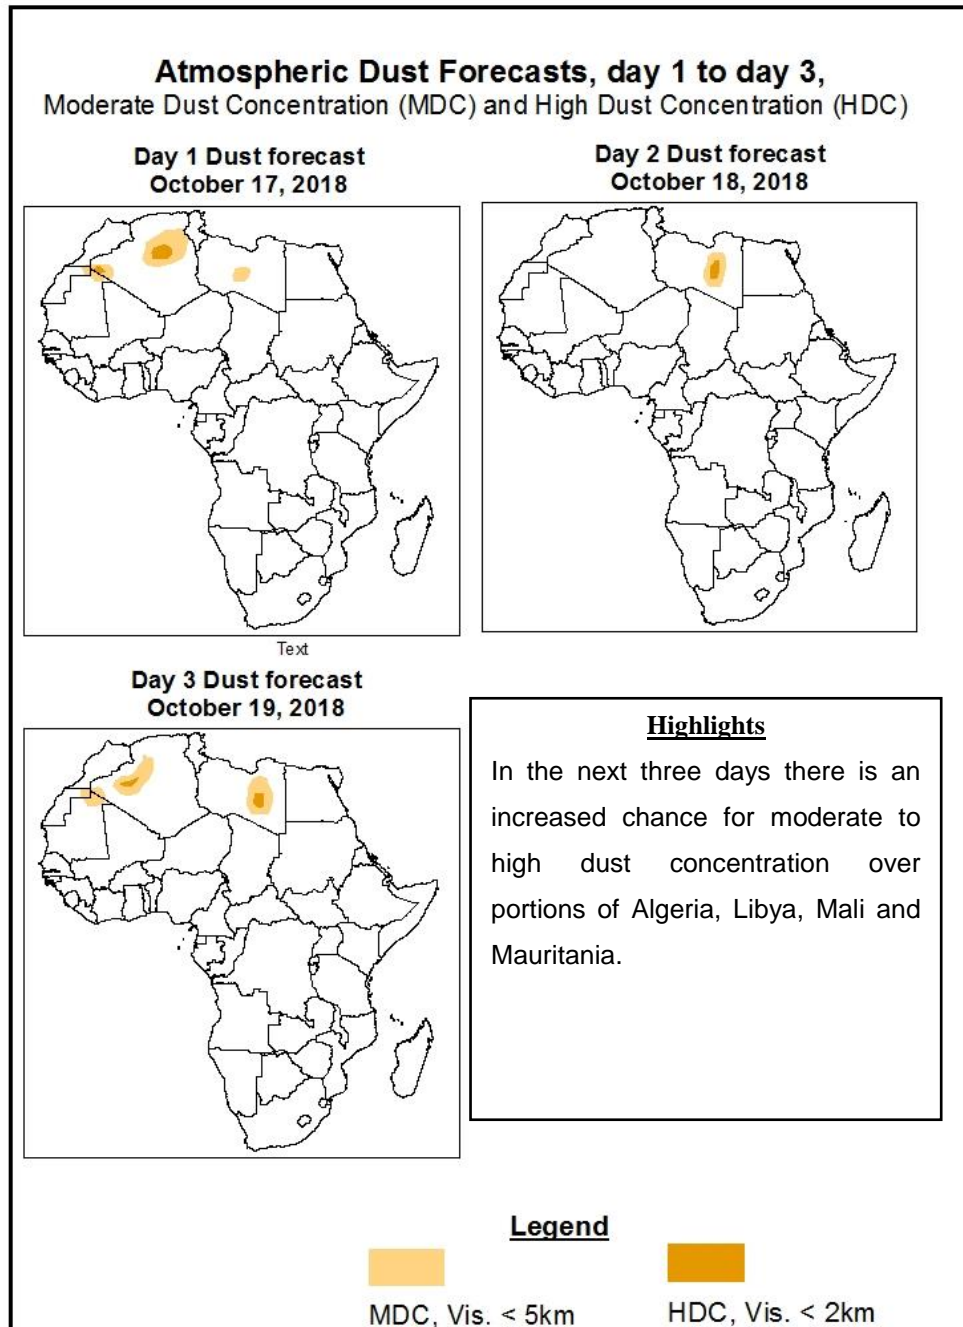 Atmospheric Dust Forecasts, day 1 to day 3,
Moderate Dust Concentration (MDC) and High Dust Concentration (HDC)
Day 1 Dust forecast
October 17, 2018
Day 2 Dust forecast
October 18, 2018
Text
Day 3 Dust forecast
October 19, 2018
Highlights
In the next three days there is an
increased chance for moderate to
high dust concentration over
portions of Algeria, Libya, Mali and
Mauritania.
Legend
MDC, Vis. < 5km
HDC, Vis. < 2km